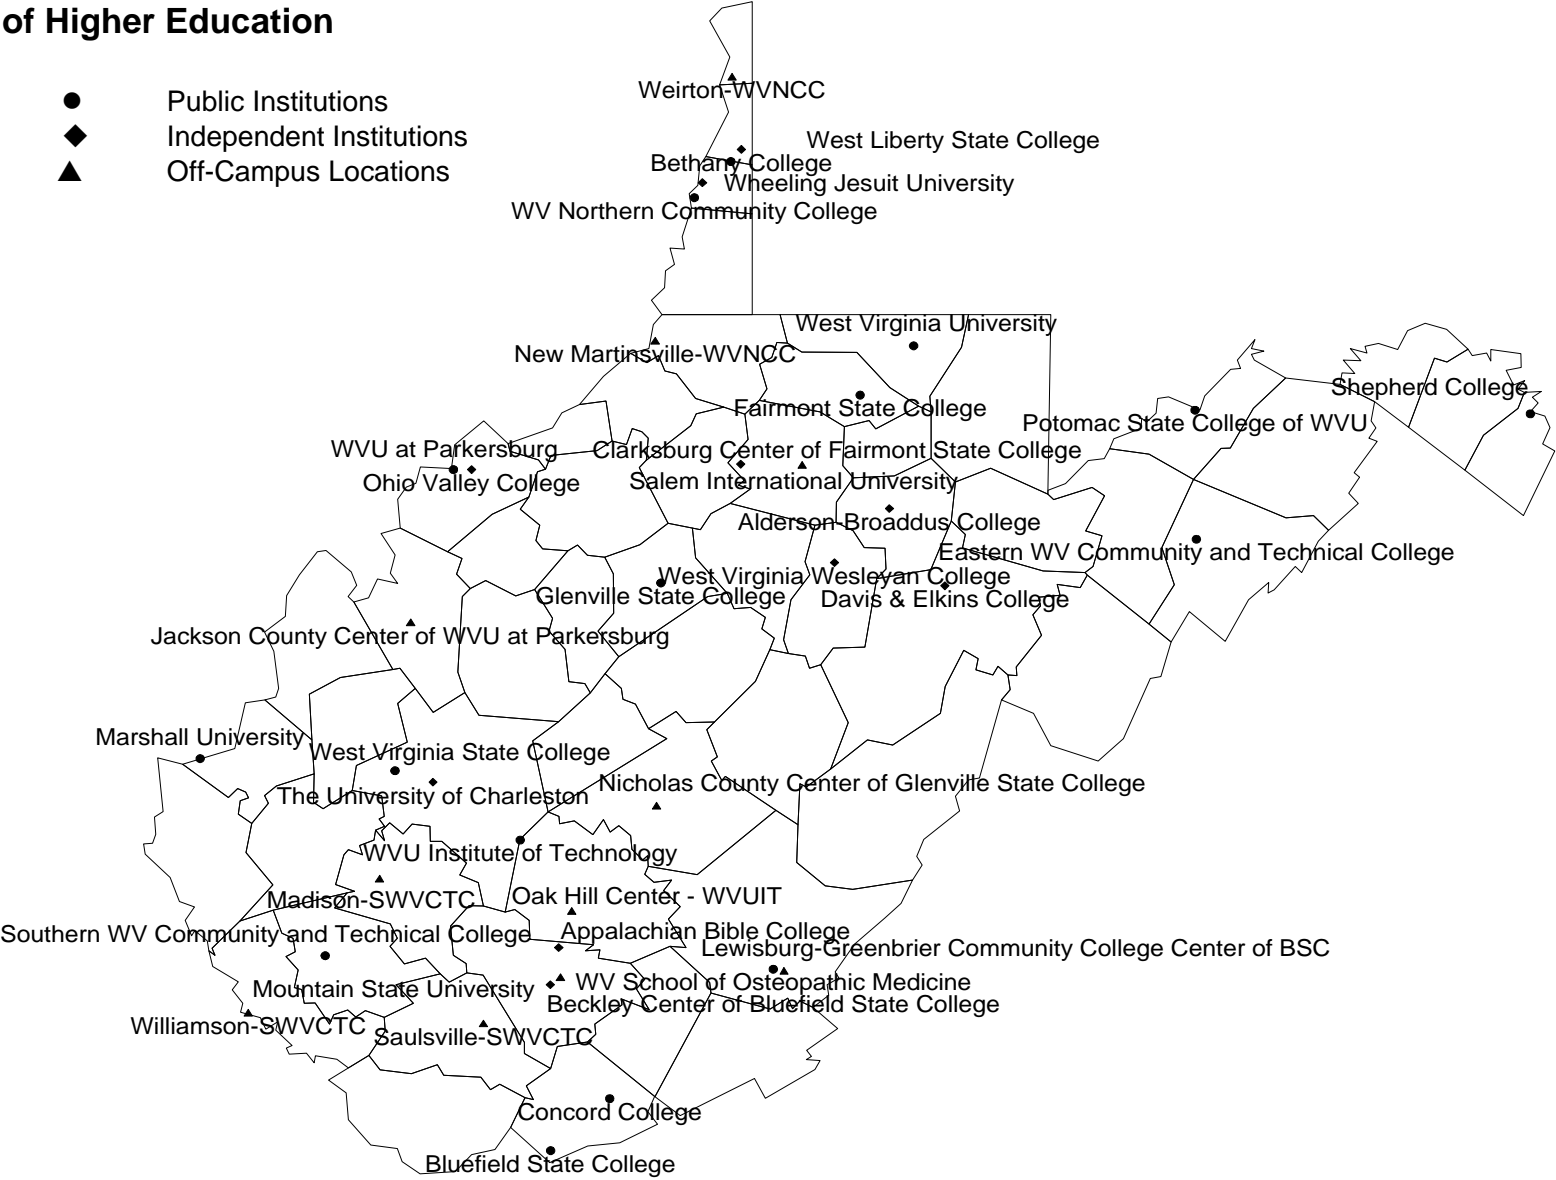 of Higher Education
Public Institutions
Independent Institutions
Off-Campus Locations
Weirton-WVNCC
West Liberty State College
Bethany College
Wheeling Jesuit University
WV Northern Community College
West Virginia University
New Martinsville-WVNCC
Shepherd College
Fairmont State College
Potomac State College of WVU
WVU at Parkersburg
Clarksburg Center of Fairmont State College
Ohio Valley College
Salem International University
Alderson-Broaddus College
Eastern WV Community and Technical College
West Virginia Wesleyan College
Glenville State College
Davis & Elkins College
Jackson County Center of WVU at Parkersburg
Marshall University
West Virginia State College
Nicholas County Center of Glenville State College
The University of Charleston
WVU Institute of Technology
Madison-SWVCTC
Oak Hill Center - WVUIT
Southern WV Community and Technical College
Appalachian Bible College
Lewisburg-Greenbrier Community College Center of BSC
Mountain State University
WV School of Osteopathic Medicine
Beckley Center of Bluefield State College
Williamson-SWVCTC
Saulsville-SWVCTC
Concord College
Bluefield State College